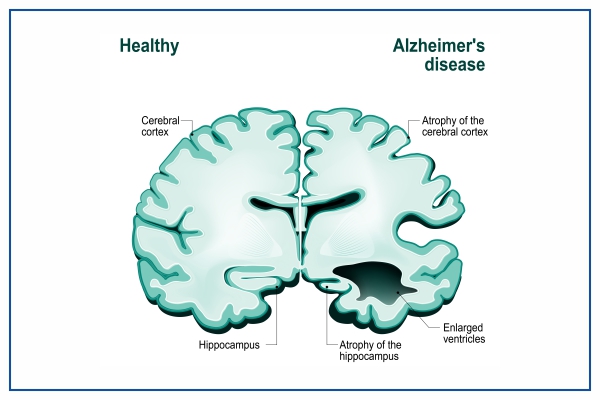 Healthy
Alzheimer's
disease
Cerebral
cortex
Atrophy of the
cerebral cortex
Hippocampus
Atrophy of the
hippocampus
Enlarged
ventricles